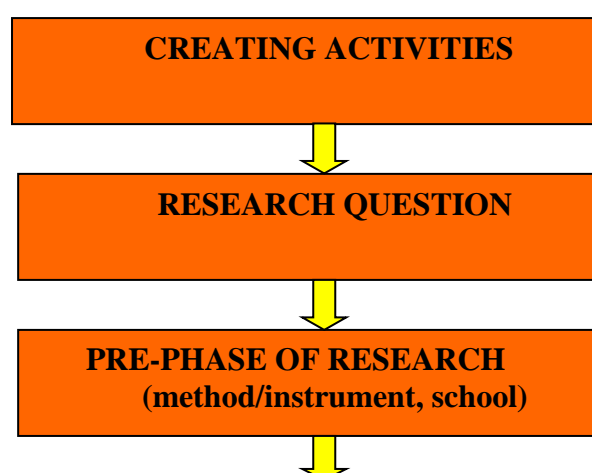 CREATING ACTIVITIES
RESEARCH QUESTION
PRE-PHASE OF RESEARCH
(method/instrument, school)